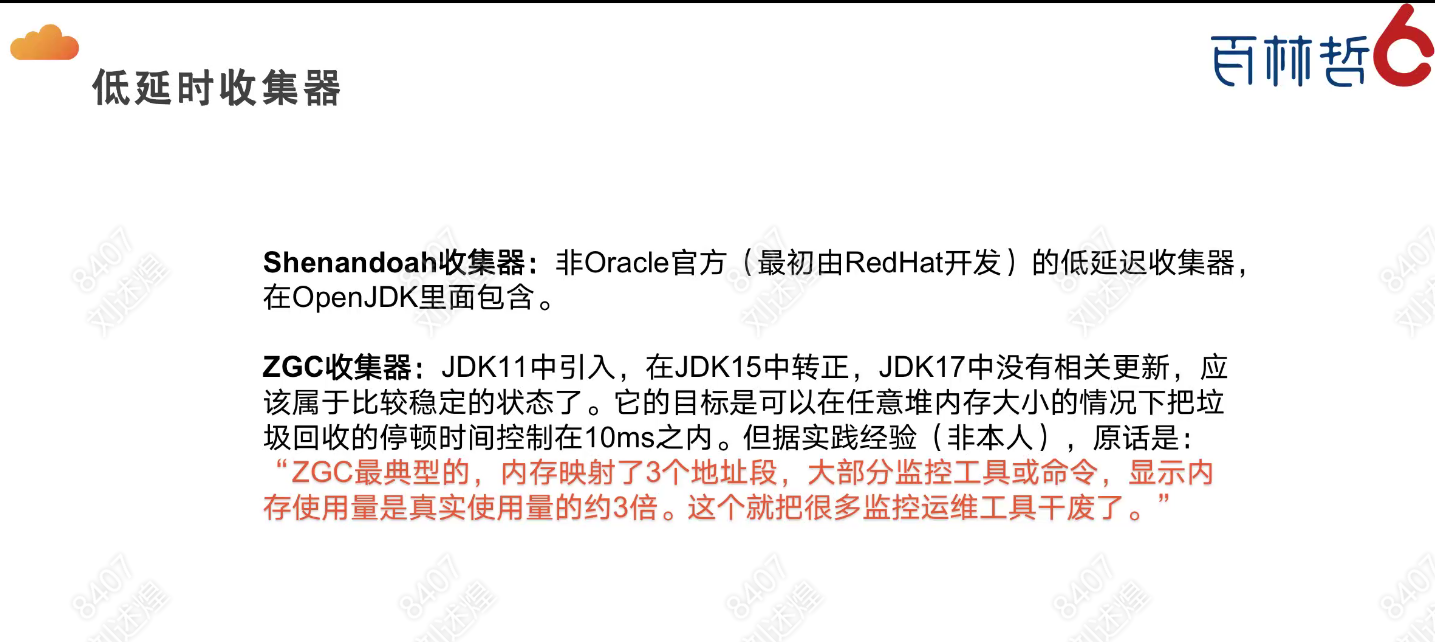 百林哲6
低延时收集器
Shenandoah收集器：非Oracle官方（最初由RedHat开发）的低延迟收集器，
在OpenJDK里面包含。
ZGC收集器：JDK11中引入，在JDK15中转正，JDK17中没有相关更新，应
该属于比较稳定的状态了。它的目标是可以在任意堆内存大小的情况下把垃
圾回收的停顿时间控制在10ms之内。但据实践经验（非本人），原话是：
“ZGC最典型的，内存映射了3个地址段，大部分监控工具或命令，显示内
存使用量是真实使用量的约3倍。这个就把很多监控运维工具干废了。”
8407
8407
8407
8407
8407
8407
8407
8407
8407
8407